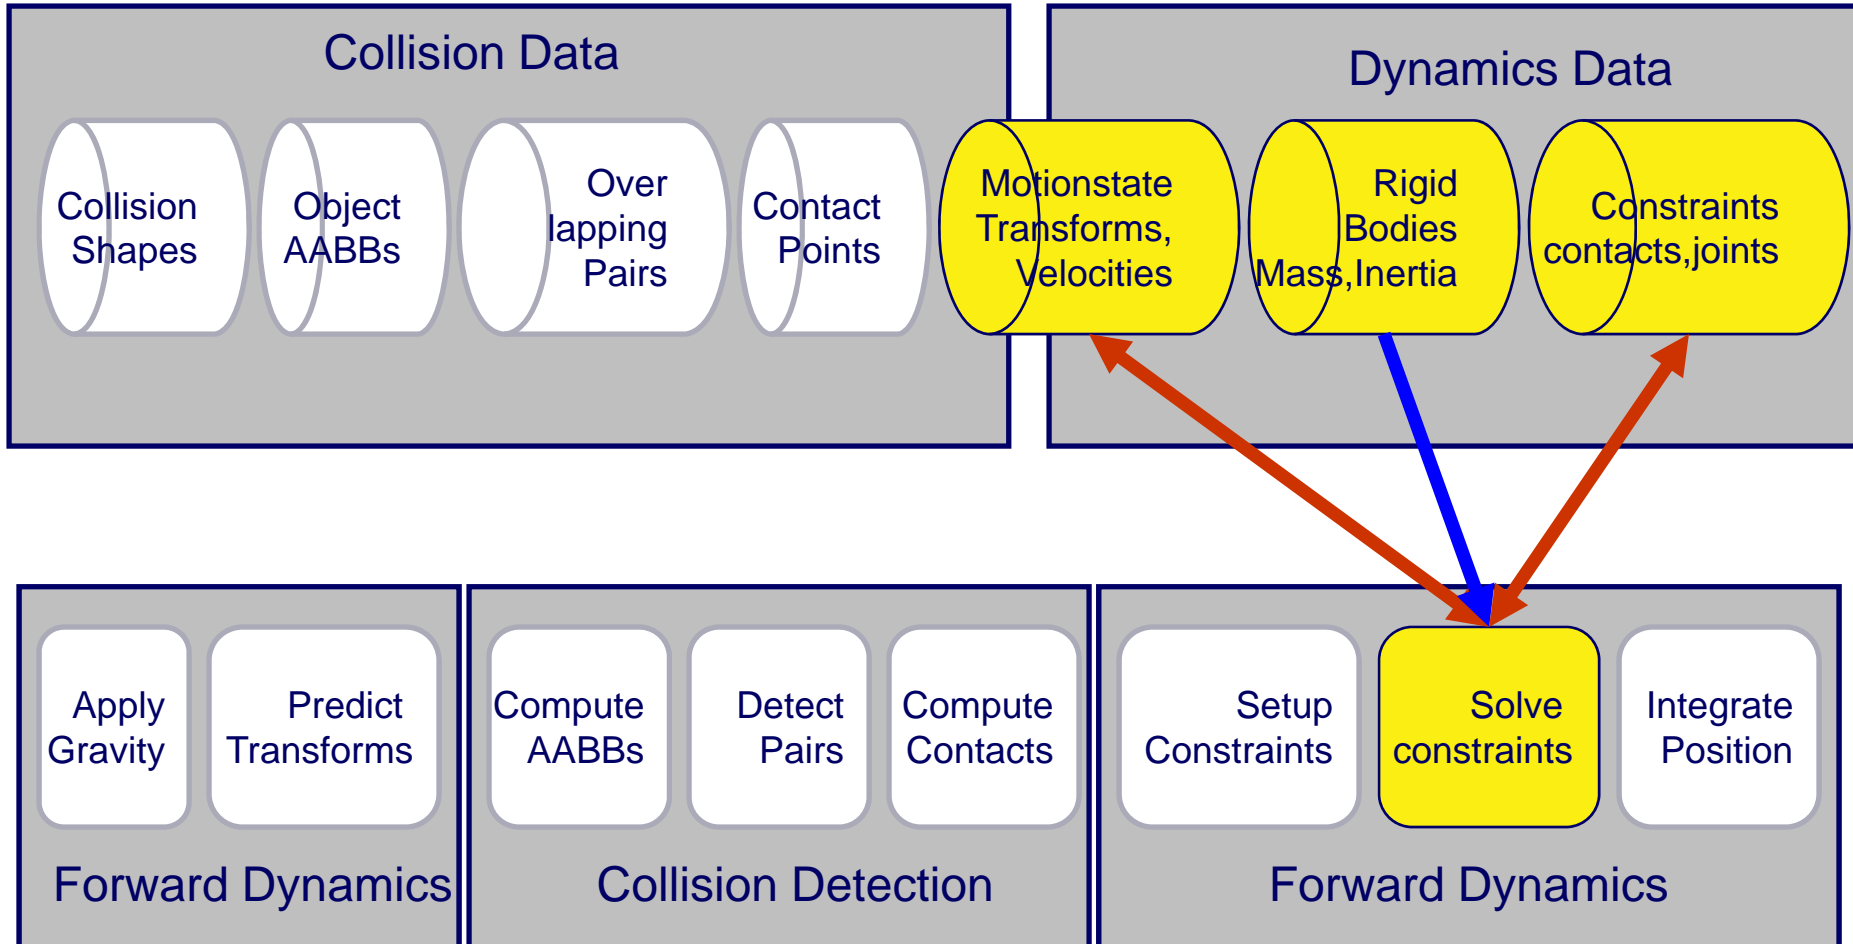 Collision Data
Dynamics Data
Collision
Shapes
Object
AABBs
Over
lapping
Pairs
Contact
Points
Motionstate
Transforms,
Velocities
Rigid
Bodies
Mass,Inertia
Constraints
contacts,joints
Apply
Gravity
Predict
Transforms
Forward Dynamics
Compute
AABBs
Detect
Pairs
Compute
Contacts
Collision Detection
Setup
Constraints
Solve
constraints
Integrate
Position
Forward Dynamics